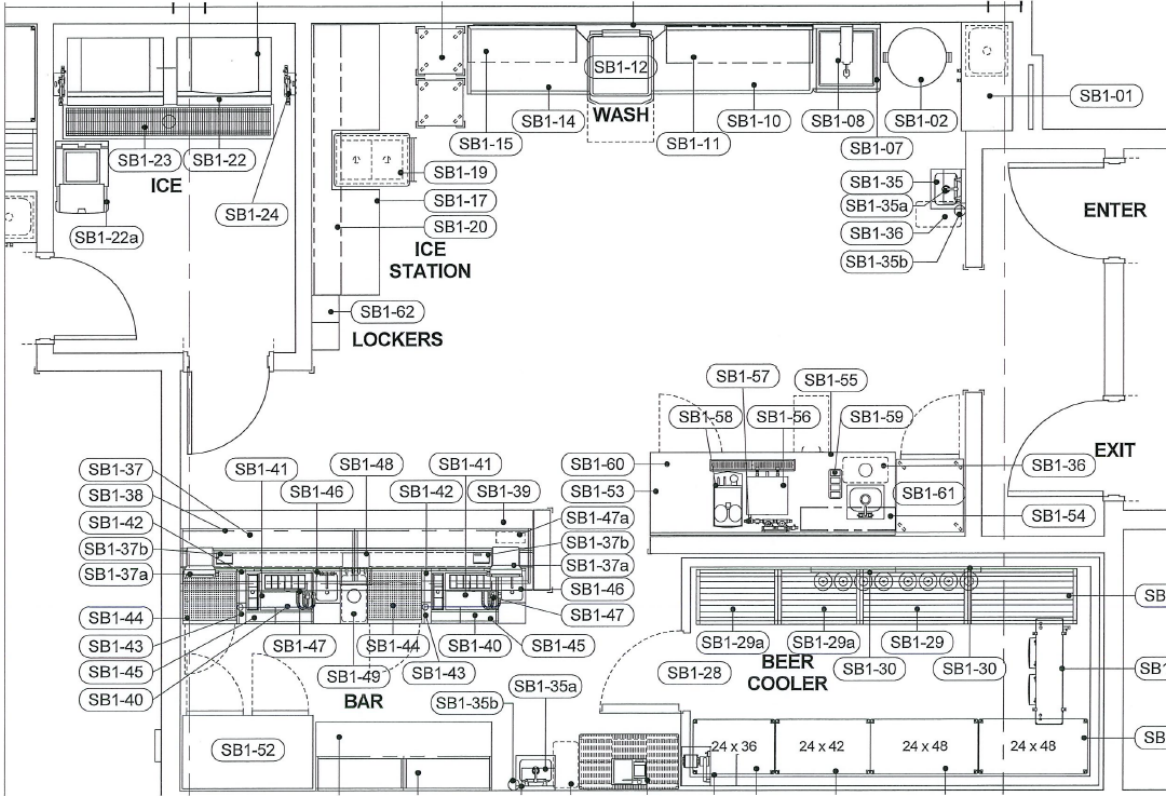 SB1-12
SB1-01
SB1-15
SB1-14
WASH
SB1-11
SB1-10
SB1-08
SB1-02
SB1-07
SB1-23
SB1-22
ICE
SB1-24
SB1-22a
SB1-19
SB1-17
SB1-20
ICE
STATION
SB1-62
LOCKERS
SB1-35
SB1-35a
SB1-36
SB1-35b
ENTER
EXIT
SB1-57
SB1-55
SB1-58
SB1-56
SB1-59
SB1-60
SB1-53
SB1-36
SB1-61
SB1-54
SB1-37
SB1-41
SB1-48
SB1-41
SB1-38
SB1-46
SB1-42
SB1-39
SB1-42
SB1-47a
SB1-37b
SB1-37b
SB1-37a
SB1-37a
SB1-46
SB1-44
SB1-47
SB1-43
SB1-47
SB1-44
SB1-40
SB1-45
SB1-45
SB1-49
SB1-43
SB1-40
BAR
SB1-35a
SB1-35b
SB1-52
SB
SB1-29a
SB1-29a
SB1-29
SB1-28
BEER
COOLER
SB1-30
SB1-30
SB1
SB
24 x 36
24 x 42
24 x 48
24 x 48